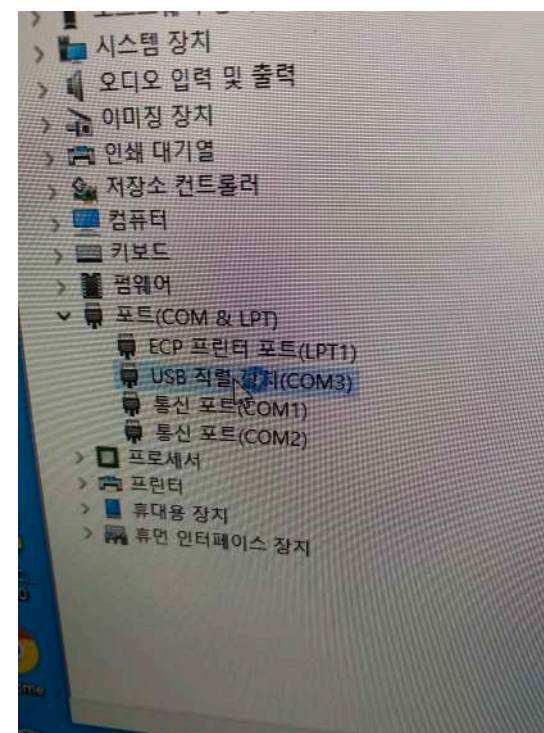 시스템 장치
오디오 입력 및 출력
이미징 장치
인쇄 대기열
저장소 컨트롤러
컴퓨터
키보드
펌웨어
포트(COM & LPT)
ECP 프린터 포트(LPT1)
USB 직렬 장치(COM3)
통신 포트(COM1)
통신 포트(COM2)
프로세서
프린터
휴대용 장치
휴먼 인터페이스 장치